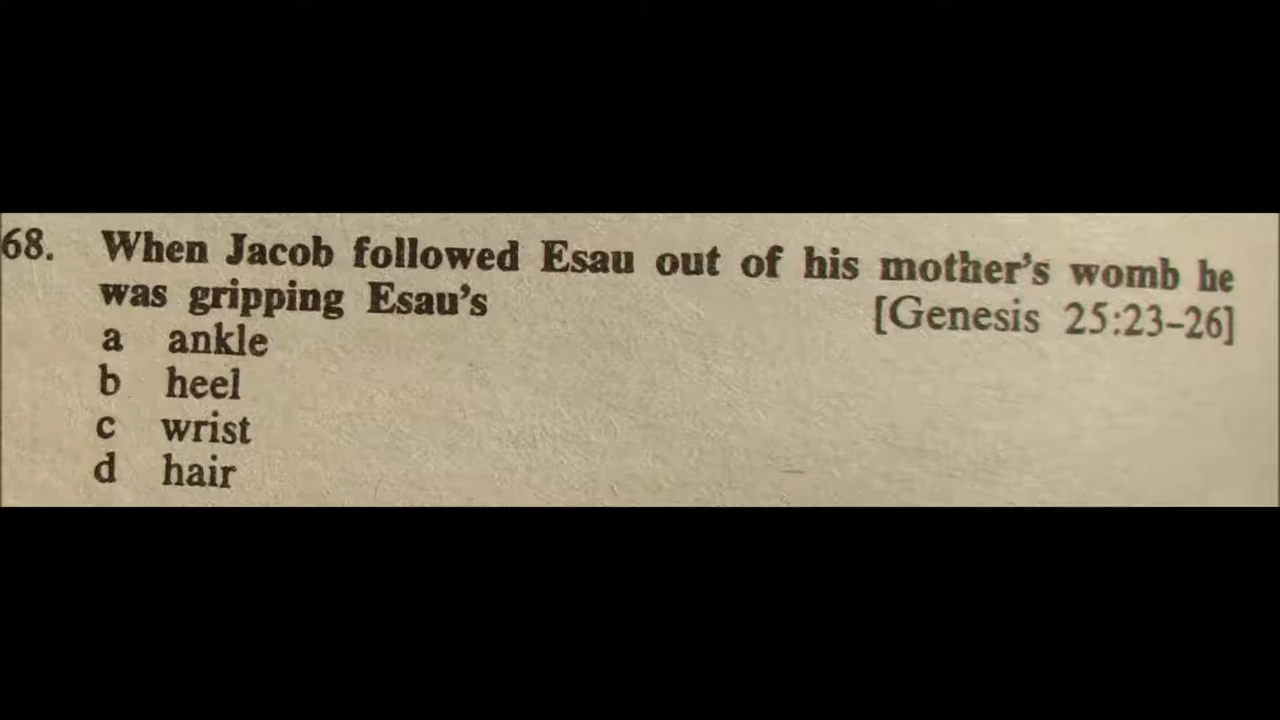 68. When Jacob followed Esau out of his mother's womb he
was gripping Esau's [Genesis 25:23–26]
a ankle
b heel
c wrist
d hair